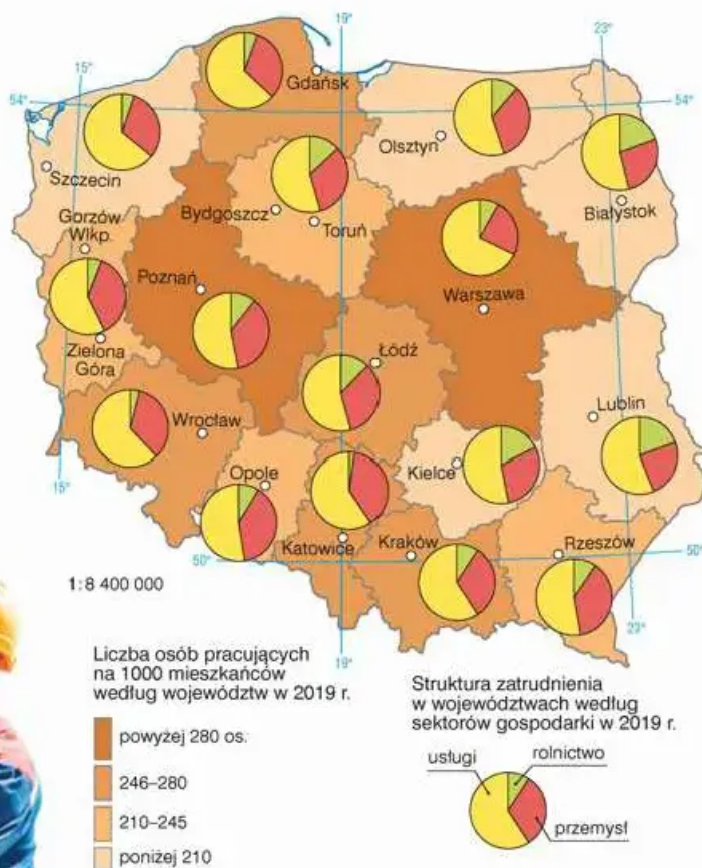 19°
23°
15°
54°
54°
Gdańsk
Olsztyn
Szczecin
Białystok
Gorzów
Wlkp.
Bydgoszcz
Toruń
Poznań
Warszawa
Zielona
Góra
Łódź
Wrocław
Lublin
Kielce
Opole
15°
Katowice
Kraków
Rzeszów
50°
50°
1:8 400 000
23°
19°
Liczba osób pracujących
na 1000 mieszkańców
według województw w 2019 r.
powyżej 280 os.
246–280
210–245
poniżej 210
Struktura zatrudnienia
w województwach według
sektorów gospodarki w 2019 r.
usługi
rolnictwo
przemysł